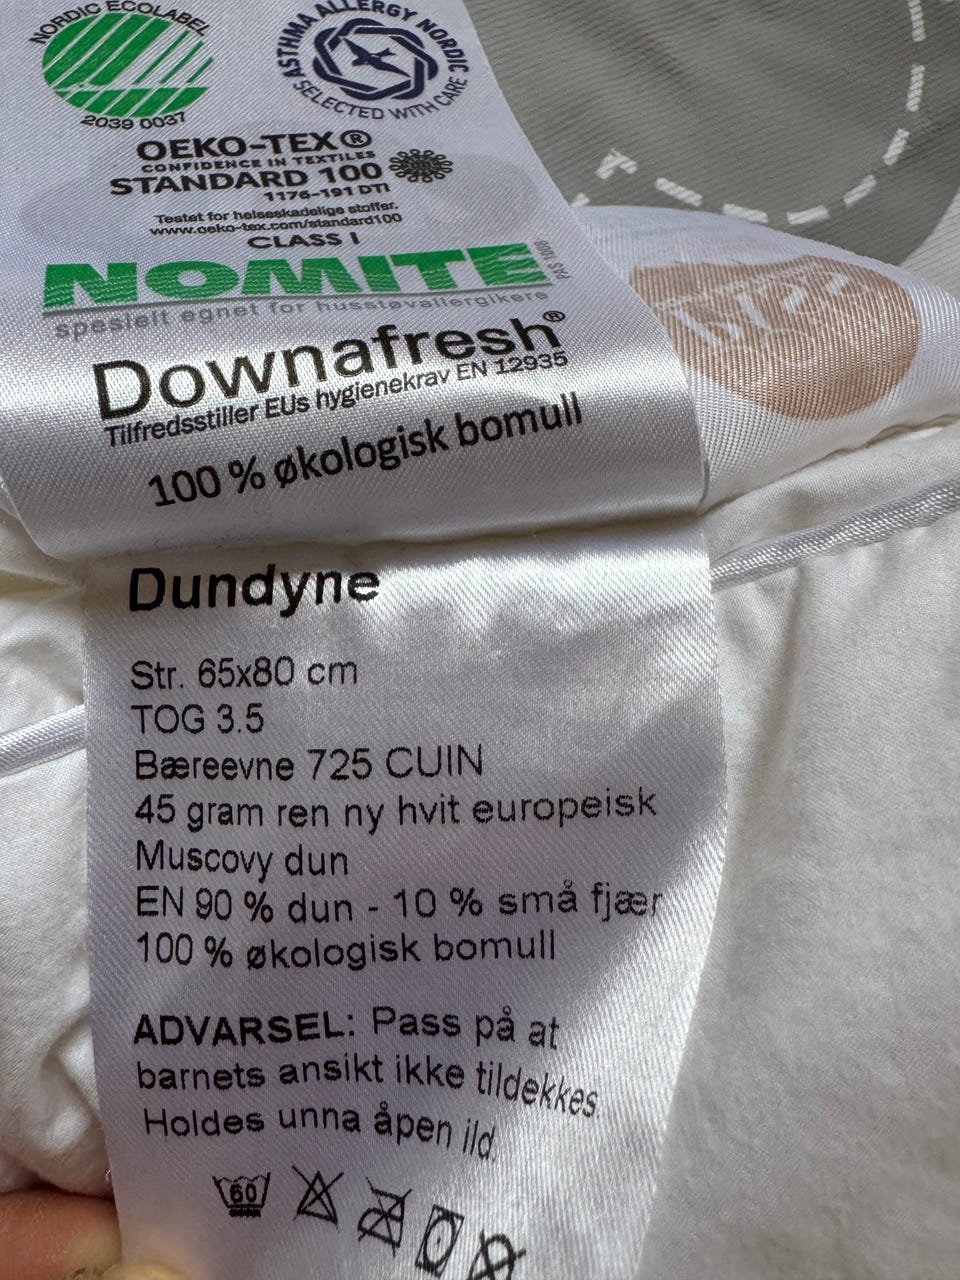 NORDIC ECOLABEL
2039 0037
ASTHMA ALLERGY NORDIC
SELECTED WITH CARE
OEKO-TEX®
CONFIDENCE IN TEXTILES
STANDARD 100
1176-191 DTI
Testet for helseskadelige stoffer.
www.oeko-tex.com/standard100
CLASS I
NOMITE
spesielt egnet for husstøvallergikere
Downafresh®
Tilfredsstiller EUs hygienekrav EN 12935
100 % økologisk bomull
Dundyne
Str. 65x80 cm
TOG 3.5
Bæreevne 725 CUIN
45 gram ren ny hvit europeisk
Muscovy dun
EN 90 % dun - 10 % små fjær
100 % økologisk bomull
ADVARSEL: Pass på at
barnets ansikt ikke tildekkes
Holdes unna åpen ild.
60